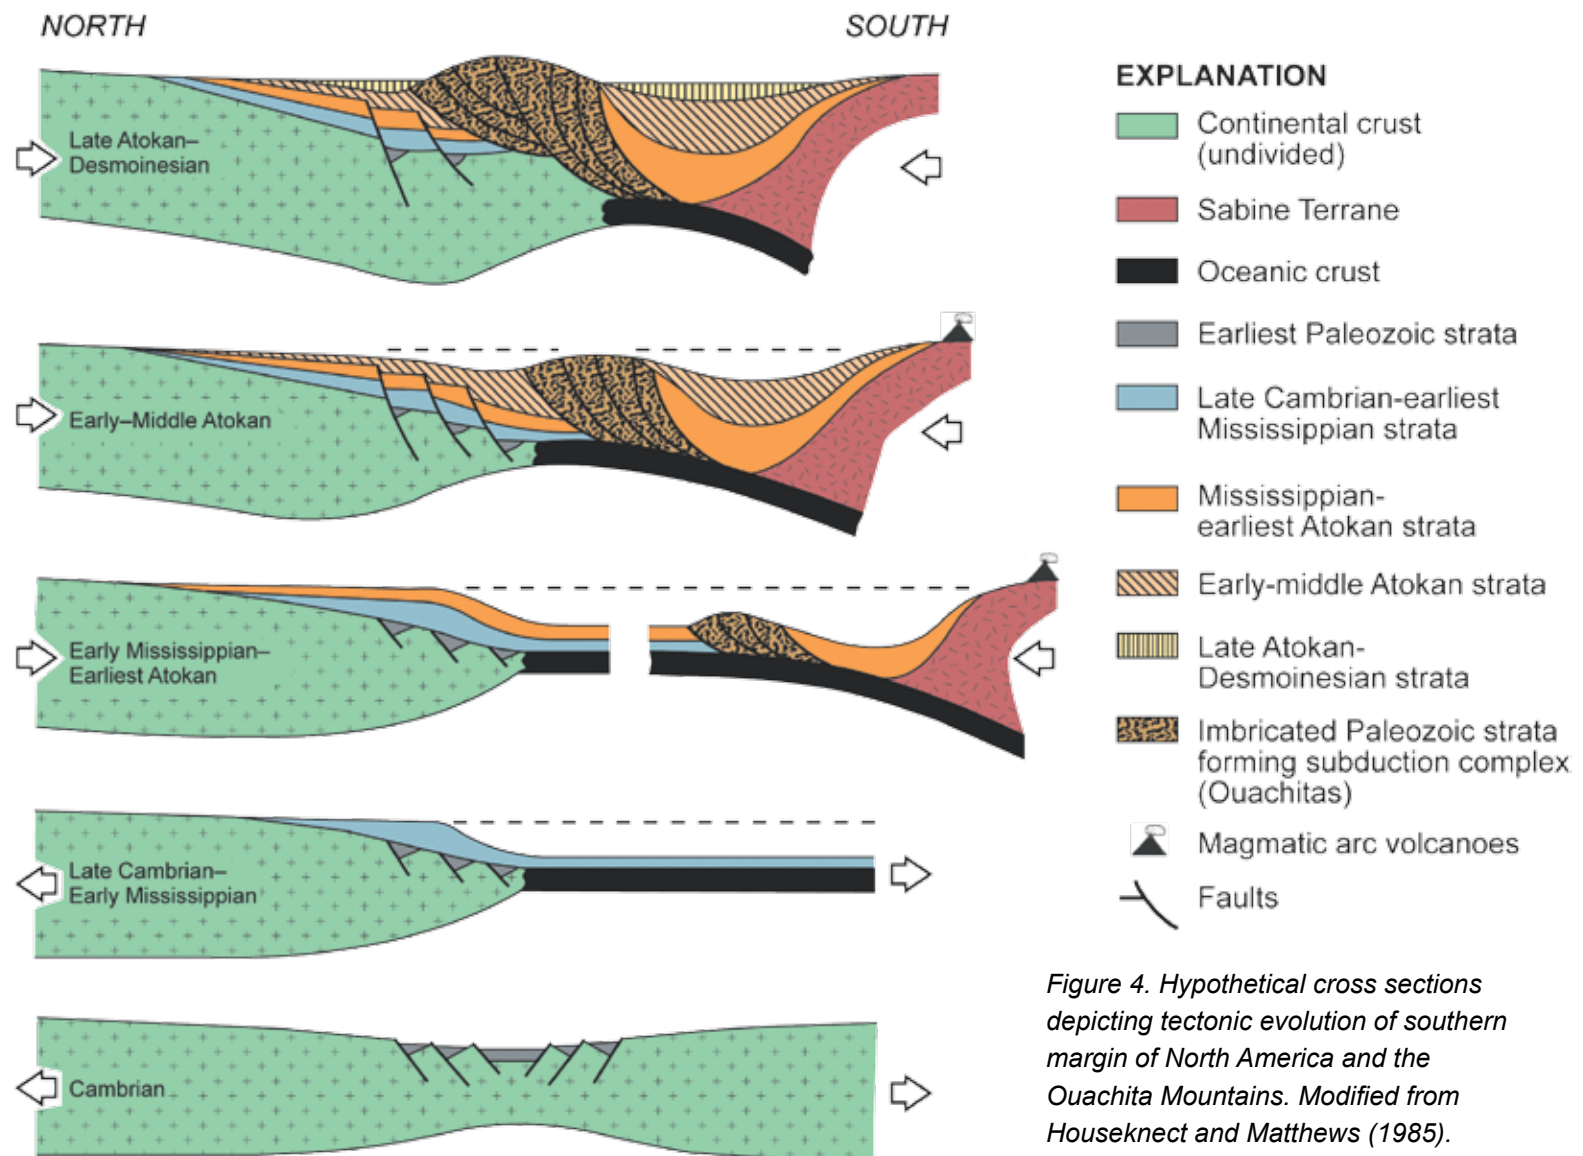 NORTH
SOUTH
Late Atokan–
Desmoinesian
Early–Middle Atokan
Early Mississippian–
Earliest Atokan
Late Cambrian–
Early Mississippian
Cambrian
EXPLANATION
Continental crust
(undivided)
Sabine Terrane
Oceanic crust
Earliest Paleozoic strata
Late Cambrian-earliest
Mississippian strata
Mississippian-
earliest Atokan strata
Early-middle Atokan strata
Late Atokan-
Desmoinesian strata
Imbricated Paleozoic strata
forming subduction complex
(Ouachitas)
Magmatic arc volcanoes
Faults
Figure 4. Hypothetical cross sections
depicting tectonic evolution of southern
margin of North America and the
Ouachita Mountains. Modified from
Houseknect and Matthews (1985).